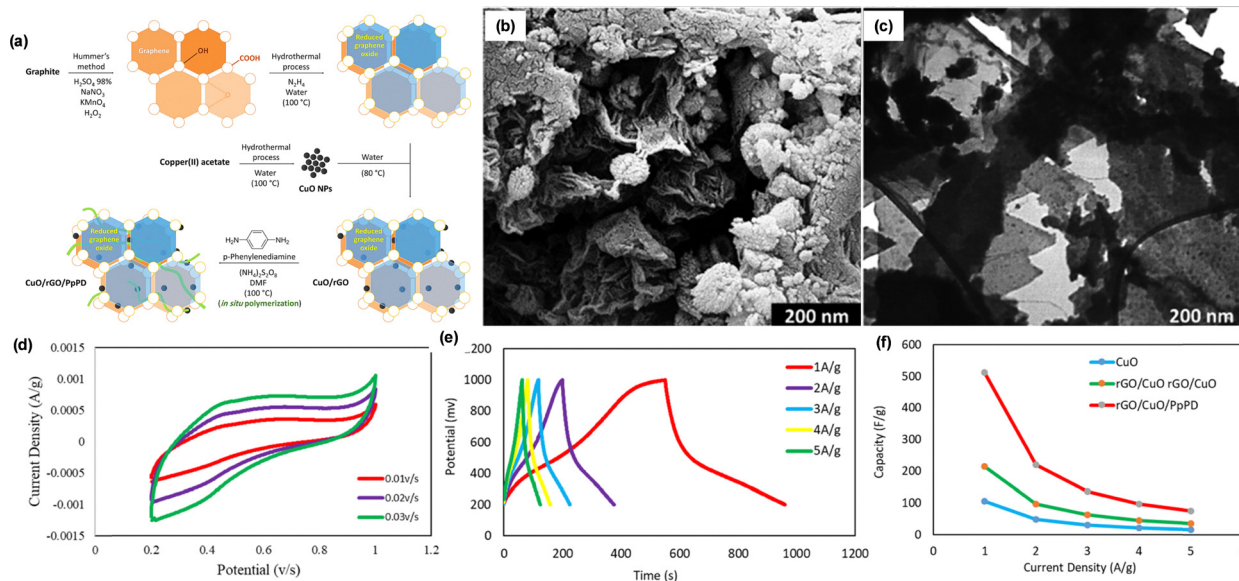 (a)
Graphite
Hummer's
method
H₂SO₄ 98%
NaNO₃
KMnO₄
H₂O₂
Graphene
OH
COOH
O
Hydrothermal
process
N₂H₄
Water
(100 °C)
Reduced
graphene
oxide
Copper(II) acetate
Hydrothermal
process
Water
(100 °C)
CuO NPs
Water
(80 °C)
Reduced
graphene
oxide
CuO/rGO/PpPD
H₂N
NH₂
p-Phenylenediamine
(NH₄)₂S₂O₈
DMF
(100 °C)
(in situ polymerization)
Reduced
graphene
oxide
CuO/rGO
(b)
200 nm
(c)
200 nm
(d)
Current Density (A/g)
0.0015
0.001
0.0005
0
-0.0005
-0.001
-0.0015
0 0.2 0.4 0.6 0.8 1 1.2
Potential (v/s)
0.01v/s
0.02v/s
0.03v/s
(e)
Potential (mv)
1200
1000
800
600
400
200
0
0 200 400 600 800 1000 1200
Time (s)
1A/g
2A/g
3A/g
4A/g
5A/g
(f)
Capacity (F/g)
600
500
400
300
200
100
0
0 1 2 3 4 5
Current Density (A/g)
CuO
rGO/CuO rGO/CuO
rGO/CuO/PpPD